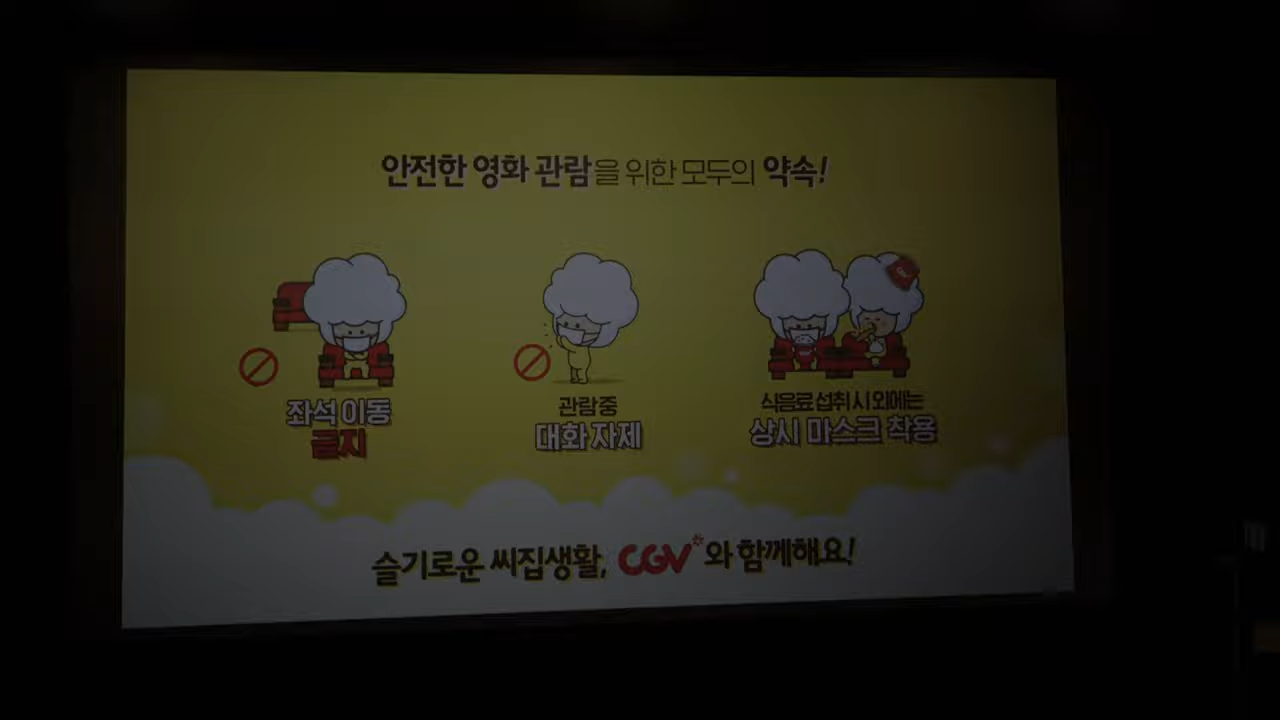 안전한 영화 관람을 위한 모두의 약속!
좌석 이동
금지
관람 중
대화 자제
식음료 섭취 시 외에는
상시 마스크 착용
슬기로운 씨집생활, CGV와 함께해요!